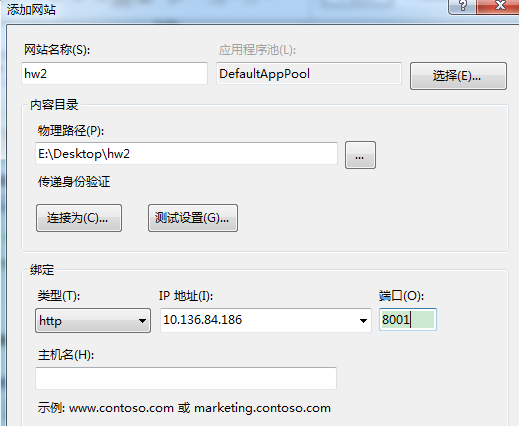 添加网站
网站名称(S):
应用程序池(L):
hw2
DefaultAppPool
选择(E)...
内容目录
物理路径(P):
E:\Desktop\hw2
...
传递身份验证
连接为(C)...
测试设置(G)...
绑定
类型(T):
IP 地址(I):
端口(O):
http
10.136.84.186
8001
主机名(H):
示例: www.contoso.com 或 marketing.contoso.com